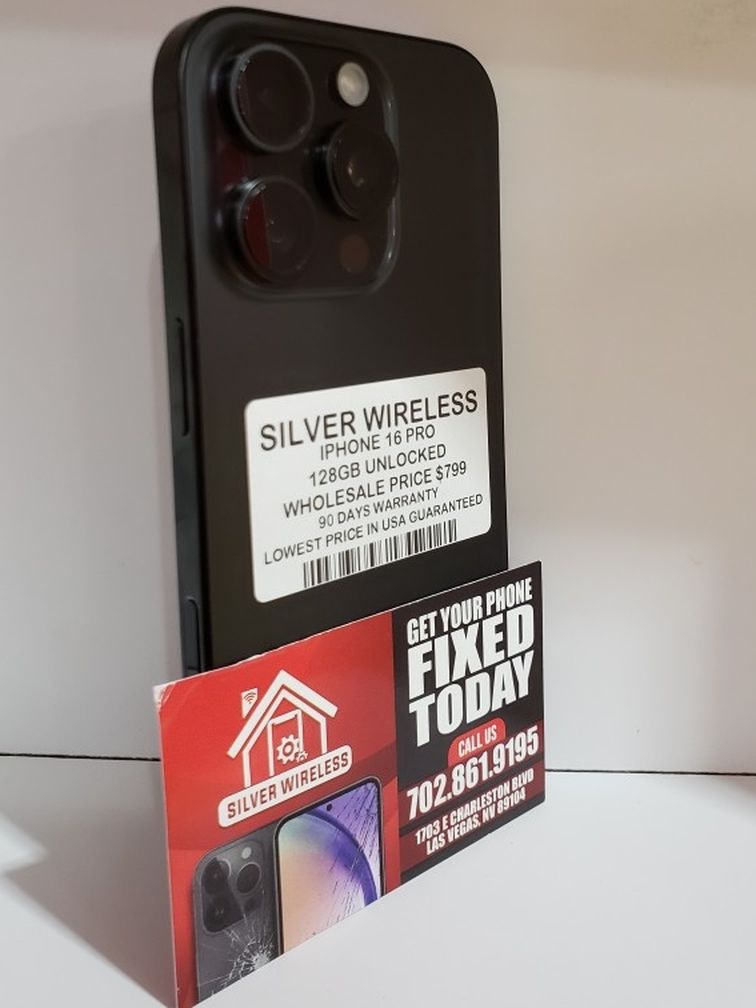 SILVER WIRELESS
IPHONE 16 PRO
128GB UNLOCKED
WHOLESALE PRICE $799
90 DAYS WARRANTY
LOWEST PRICE IN USA GUARANTEED
SILVER WIRELESS
GET YOUR PHONE
FIXED
TODAY
CALL US
702.861.9195
1703 E CHARLESTON BLVD
LAS VEGAS, NV 89104